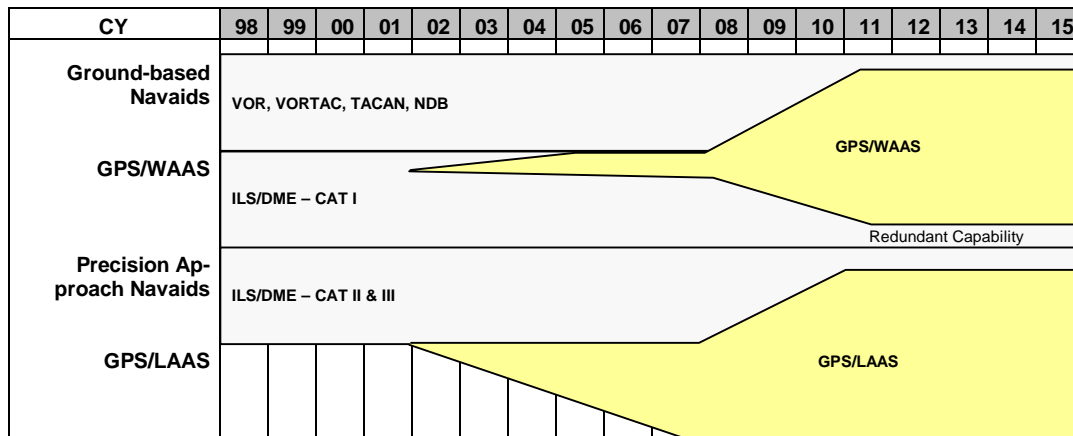 CY 98 99 00 01 02 03 04 05 06 07 08 09 10 11 12 13 14 15
Ground-based
Navaids
VOR, VORTAC, TACAN, NDB
GPS/WAAS
GPS/WAAS
ILS/DME – CAT I
Redundant Capability
Precision Ap-
proach Navaids
ILS/DME – CAT II & III
GPS/LAAS
GPS/LAAS